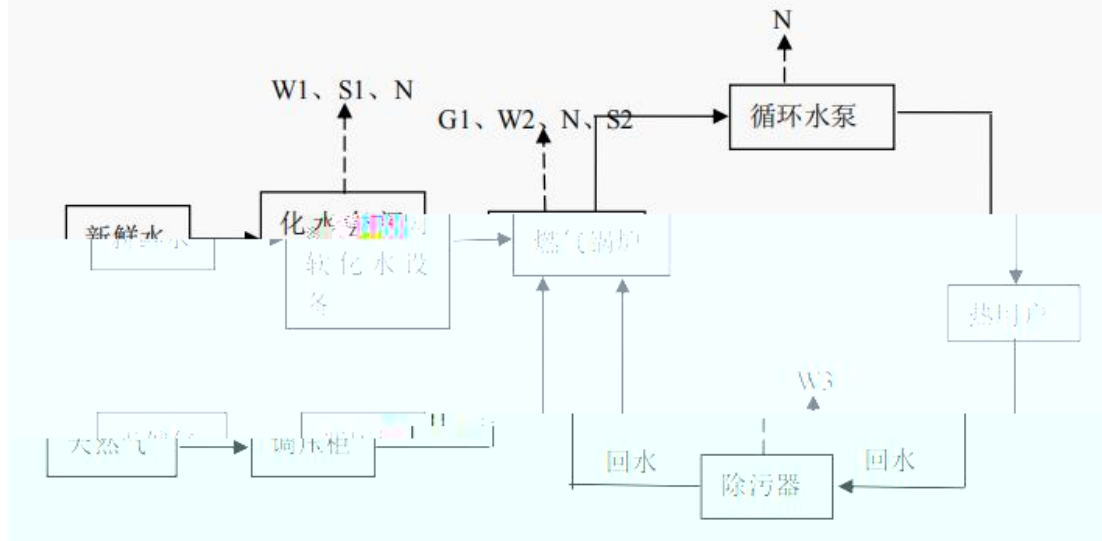 N
W1、S1、N
G1、W2、N、S2
循环水泵
新鲜水
化水车间
软化水设
备
燃气锅炉
热用户
W3
天然气
调压柜
回水
回水
除污器